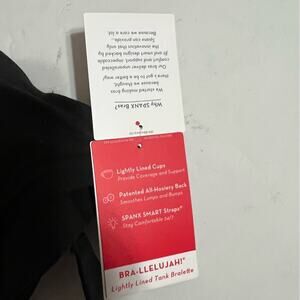 Why SPANX Bras?
We started making bras
because we thought,
there's got to be a better way!
Our bras deliver unparalleled
comfort and impeccable support
and fit and smart designs backed by
the innovation that only
Spanx can provide...
Because we care a lot.
Lightly Lined Cups
Provide Coverage and Support
Patented All-Hosiery Back
Smoothes Lumps and Bumps
SPANX SMART Straps®
Stay Comfortable 24/7
BRA•LLELUJAH!®
Lightly Lined Tank Bralette